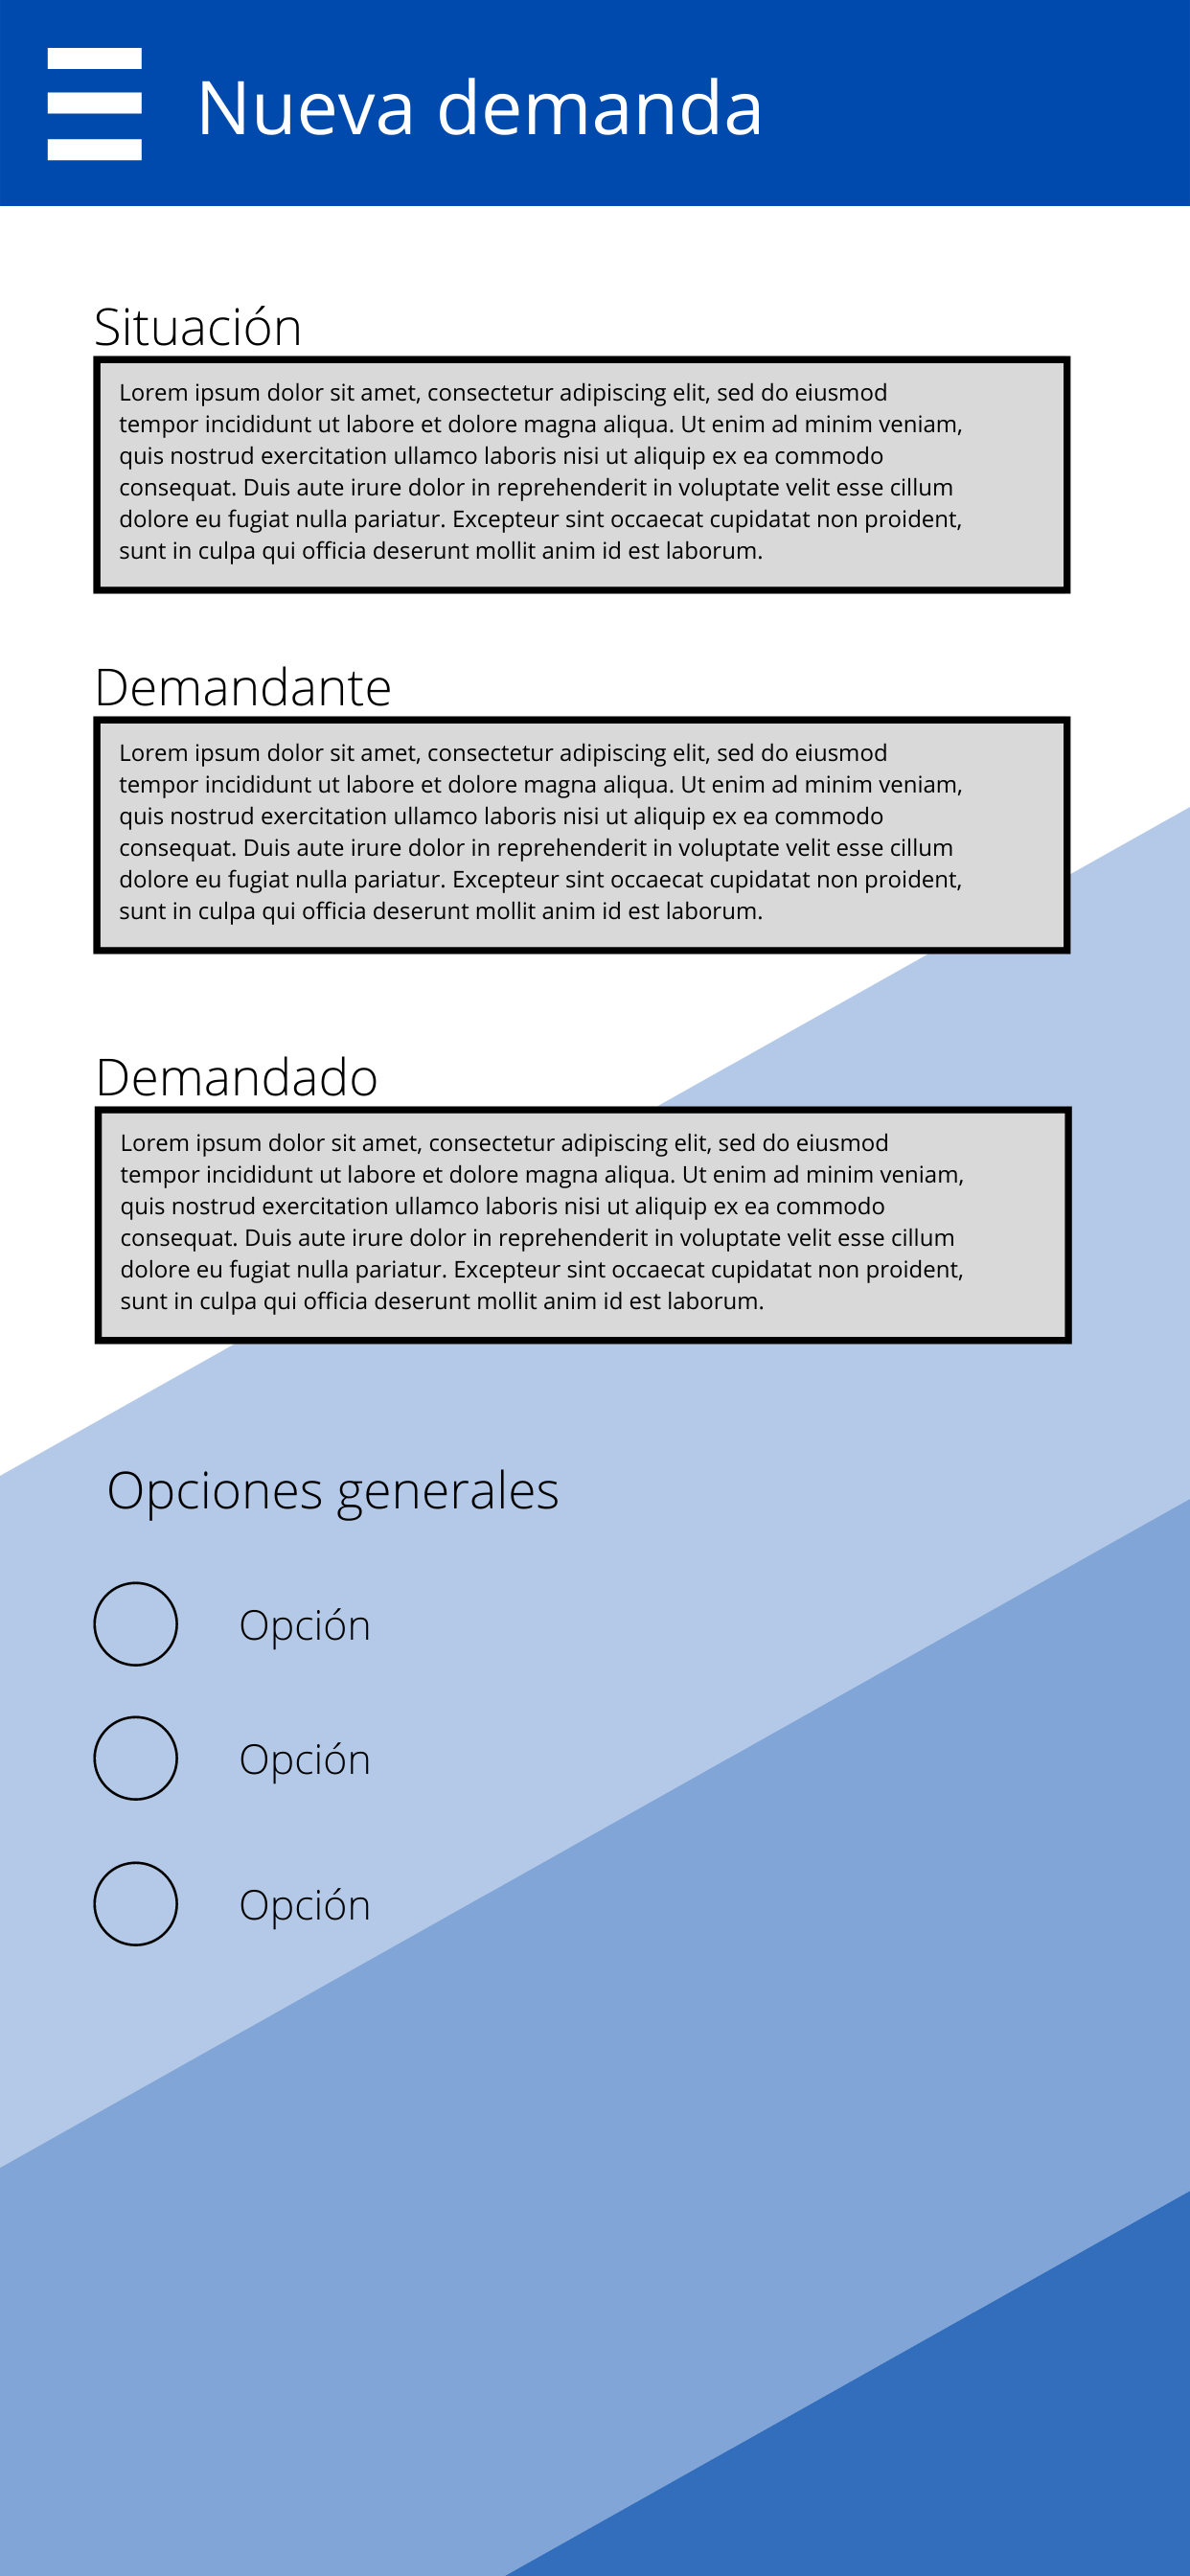 Nueva demanda
Situación
Lorem ipsum dolor sit amet, consectetur adipiscing elit, sed do eiusmod
tempor incididunt ut labore et dolore magna aliqua. Ut enim ad minim veniam,
quis nostrud exercitation ullamco laboris nisi ut aliquip ex ea commodo
consequat. Duis aute irure dolor in reprehenderit in voluptate velit esse cillum
dolore eu fugiat nulla pariatur. Excepteur sint occaecat cupidatat non proident,
sunt in culpa qui officia deserunt mollit anim id est laborum.
Demandante
Lorem ipsum dolor sit amet, consectetur adipiscing elit, sed do eiusmod
tempor incididunt ut labore et dolore magna aliqua. Ut enim ad minim veniam,
quis nostrud exercitation ullamco laboris nisi ut aliquip ex ea commodo
consequat. Duis aute irure dolor in reprehenderit in voluptate velit esse cillum
dolore eu fugiat nulla pariatur. Excepteur sint occaecat cupidatat non proident,
sunt in culpa qui officia deserunt mollit anim id est laborum.
Demandado
Lorem ipsum dolor sit amet, consectetur adipiscing elit, sed do eiusmod
tempor incididunt ut labore et dolore magna aliqua. Ut enim ad minim veniam,
quis nostrud exercitation ullamco laboris nisi ut aliquip ex ea commodo
consequat. Duis aute irure dolor in reprehenderit in voluptate velit esse cillum
dolore eu fugiat nulla pariatur. Excepteur sint occaecat cupidatat non proident,
sunt in culpa qui officia deserunt mollit anim id est laborum.
Opciones generales
Opción
Opción
Opción